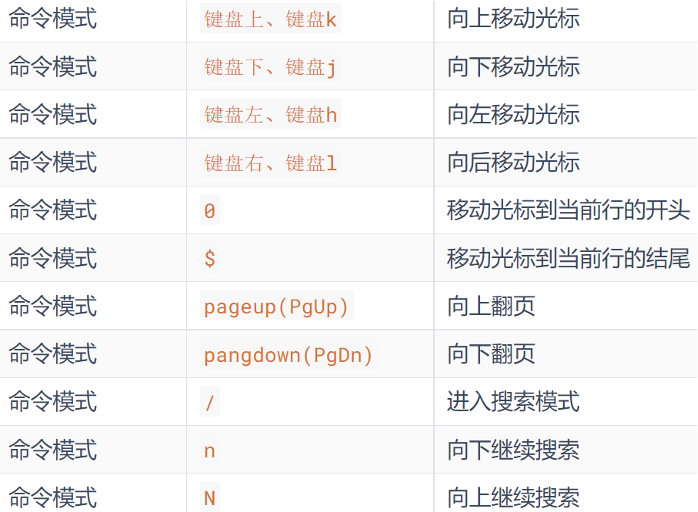 命令模式 键盘上、键盘k 向上移动光标
命令模式 键盘下、键盘j 向下移动光标
命令模式 键盘左、键盘h 向左移动光标
命令模式 键盘右、键盘l 向后移动光标
命令模式 0 移动光标到当前行的开头
命令模式 $ 移动光标到当前行的结尾
命令模式 pageup(PgUp) 向上翻页
命令模式 pangdown(PgDn) 向下翻页
命令模式 / 进入搜索模式
命令模式 n 向下继续搜索
命令模式 N 向上继续搜索